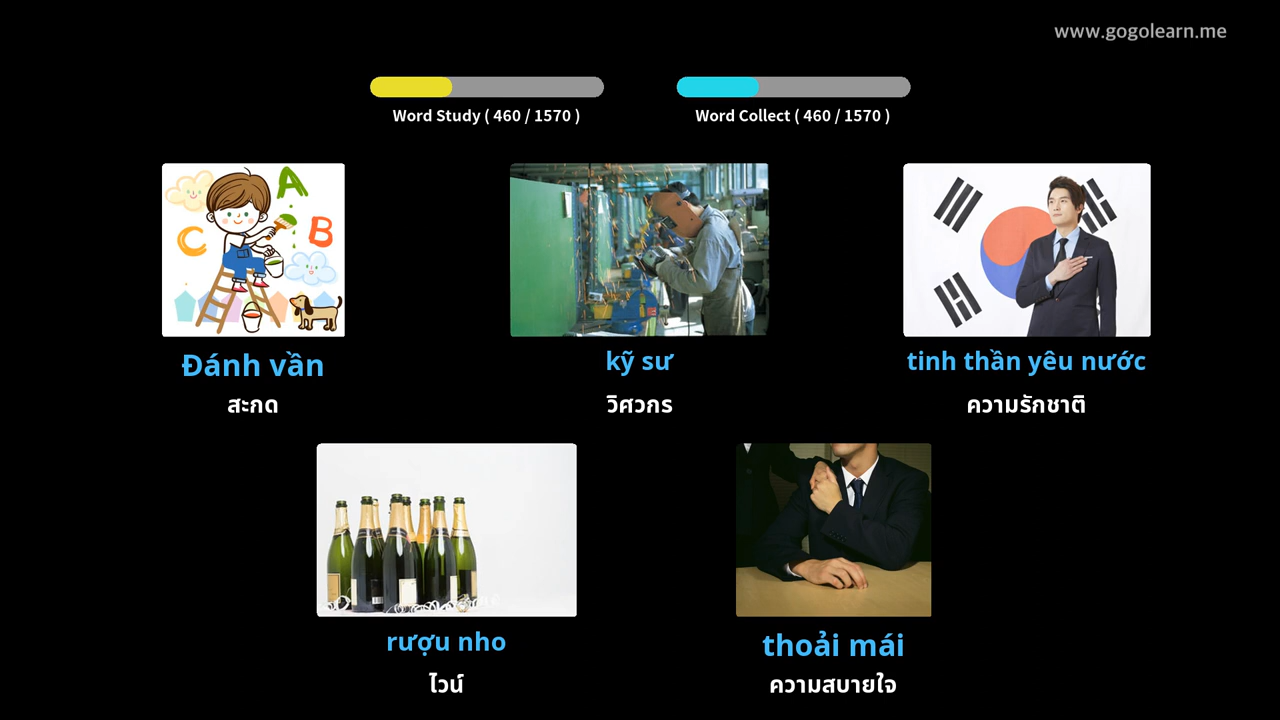 www.gogolearn.me
Word Study ( 460 / 1570 )
Word Collect ( 460 / 1570 )
A
B
C
Đánh vần
สะกด
kỹ sư
วิศวกร
tinh thần yêu nước
ความรักชาติ
rượu nho
ไวน์
thoải mái
ความสบายใจ